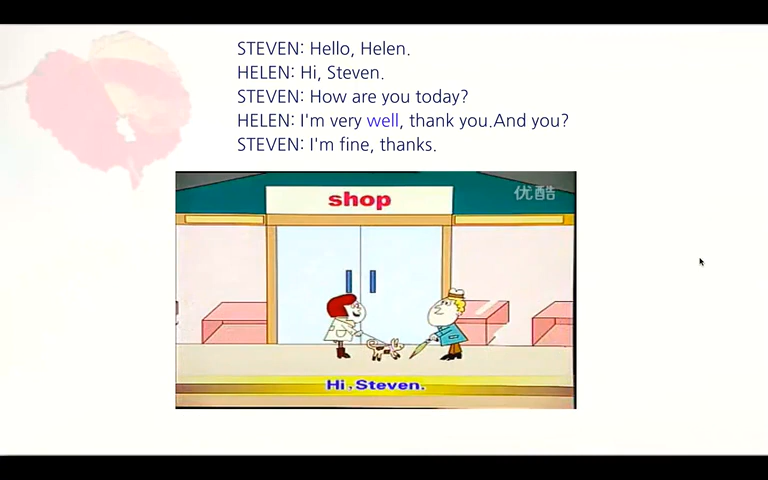 STEVEN: Hello, Helen.
HELEN: Hi, Steven.
STEVEN: How are you today?
HELEN: I'm very well, thank you.And you?
STEVEN: I'm fine, thanks.
shop
优酷
Hi,Steven.